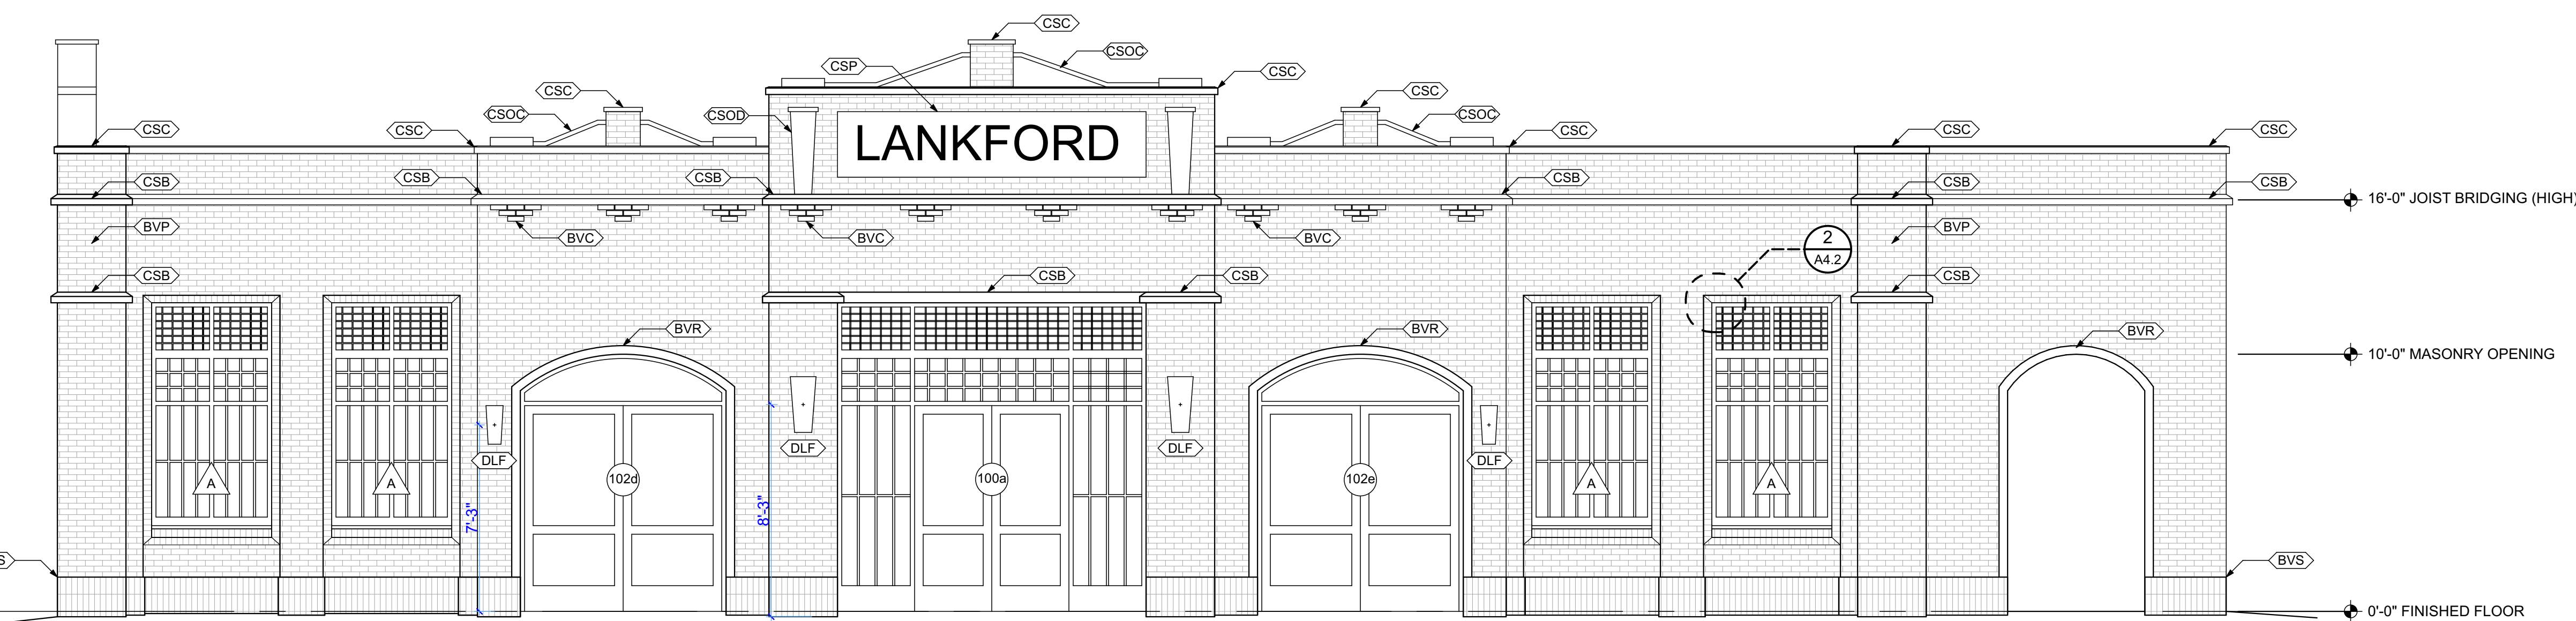 CSC
CSOC
CSP
CSC
CSC
CSC
CSOC
CSOD
CSOC
CSC
CSC
CSC
CSC
CSC
LANKFORD
CSB
CSB
CSB
CSB
CSB
CSB
16'-0" JOIST BRIDGING (HIGH)
BVP
BVC
BVC
BVC
BVP
2
A4.2
CSB
CSB
CSB
CSB
BVR
BVR
BVR
10'-0" MASONRY OPENING
DLF
DLF
DLF
DLF
A
A
102d
100a
102e
A
A
7'-3"
8'-3"
S
BVS
0'-0" FINISHED FLOOR